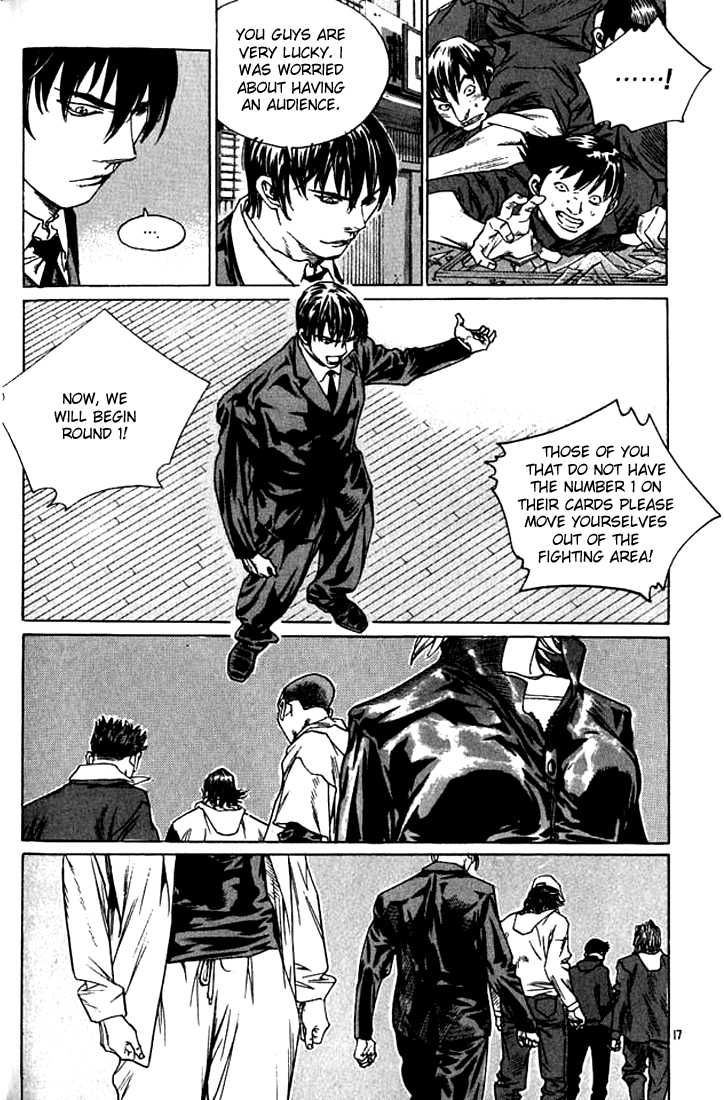 ......!
YOU GUYS ARE
VERY LUCKY. I
WAS WORRIED
ABOUT HAVING
AN AUDIENCE.
...
THOSE OF YOU
THAT DO NOT HAVE
THE NUMBER 1 ON
THEIR CARDS PLEASE
MOVE YOURSELVES
OUT OF THE
FIGHTING AREA!
NOW, WE
WILL BEGIN
ROUND 1!
17